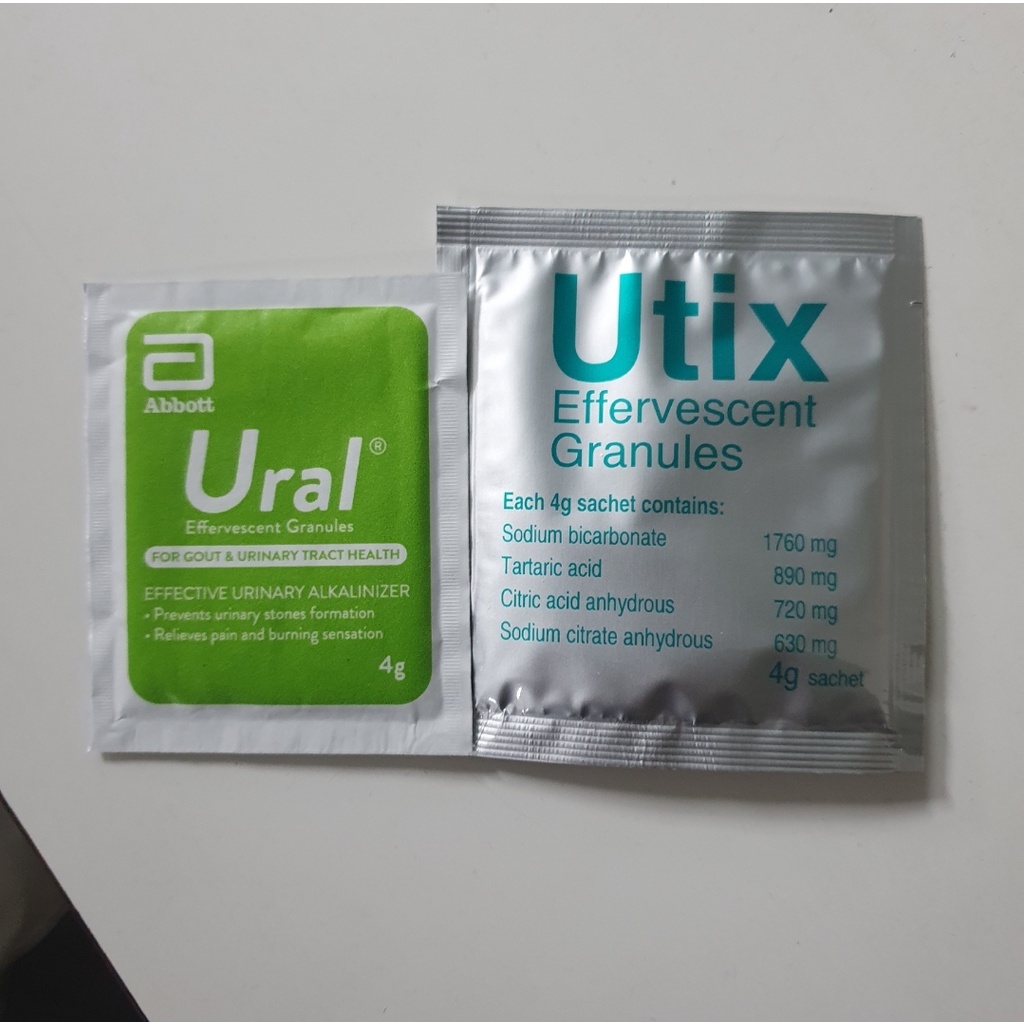 Abbott
Ural®
Effervescent Granules
FOR GOUT & URINARY TRACT HEALTH
EFFECTIVE URINARY ALKALINIZER
• Prevents urinary stones formation
• Relieves pain and burning sensation
4g
Utix
Effervescent
Granules
Each 4g sachet contains:
Sodium bicarbonate 1760 mg
Tartaric acid 890 mg
Citric acid anhydrous 720 mg
Sodium citrate anhydrous 630 mg
4g sachet